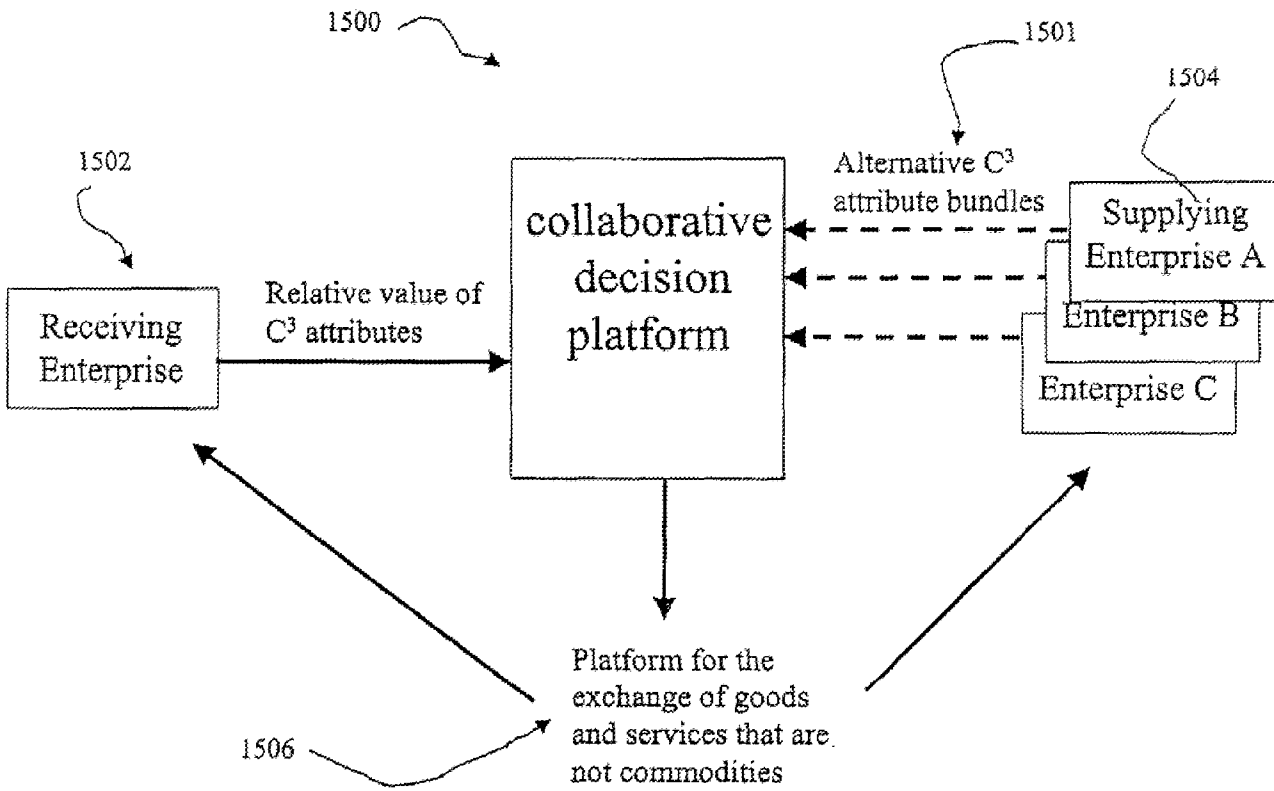 1500
1501
1504
1502
Alternative C³
attribute bundles
Supplying
Enterprise A
Enterprise B
Enterprise C
collaborative
decision
platform
Relative value of
C³ attributes
Receiving
Enterprise
Platform for the
exchange of goods
and services that are
not commodities
1506